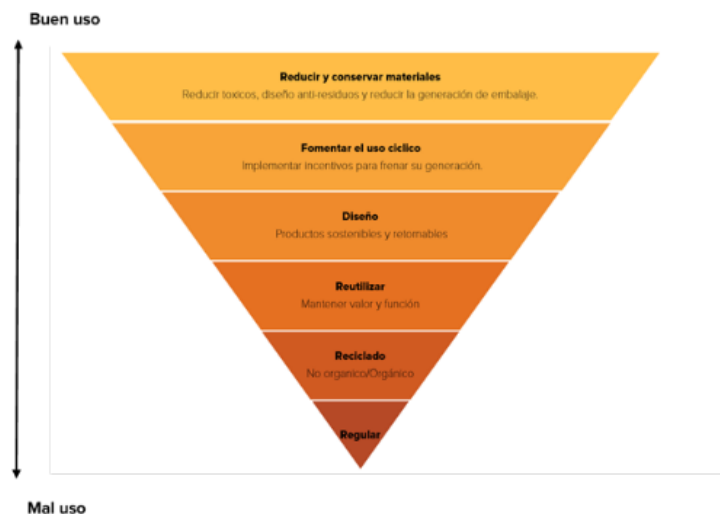 Buen uso
Reducir y conservar materiales
Reducir toxicos, diseño anti-residuos y reducir la generación de embalaje.
Fomentar el uso ciclico
Implementar incentivos para frenar su generación.
Diseño
Productos sostenibles y retornables
Reutilizar
Mantener valor y función
Reciclado
No organico/Orgánico
Regular
Mal uso